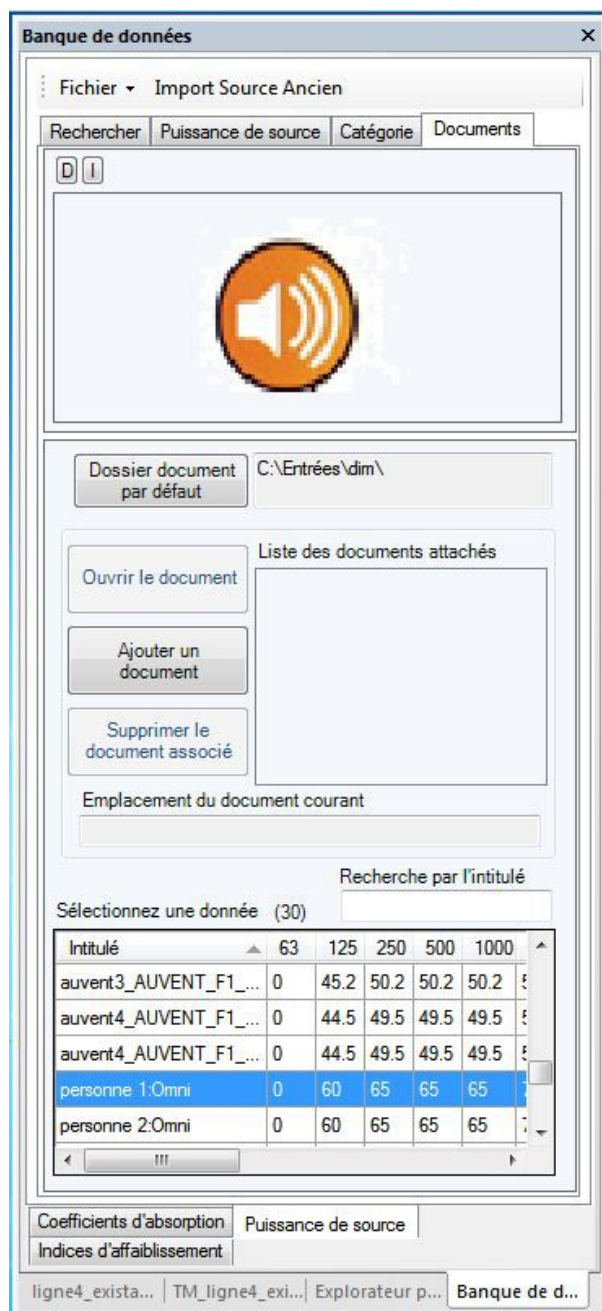 Banque de données
Fichier Import Source Ancien
Rechercher Puissance de source Catégorie Documents
D I
Dossier document par défaut
C:\Entrées\dim\
Liste des documents attachés
Ouvrir le document
Ajouter un document
Supprimer le document associé
Emplacement du document courant
Recherche par l'intitulé
Sélectionnez une donnée (30)
Intitulé 63 125 250 500 1000
auvent3_AUVENT_F1_... 0 45.2 50.2 50.2 50.2
auvent4_AUVENT_F1_... 0 44.5 49.5 49.5 49.5
auvent4_AUVENT_F1_... 0 44.5 49.5 49.5 49.5
personne 1:Omni 0 60 65 65 65
personne 2:Omni 0 60 65 65 65
Coefficients d'absorption Puissance de source
Indices d'affaiblissement
ligne4_exista... TM_ligne4_exi... Explorateur p... Banque de d...